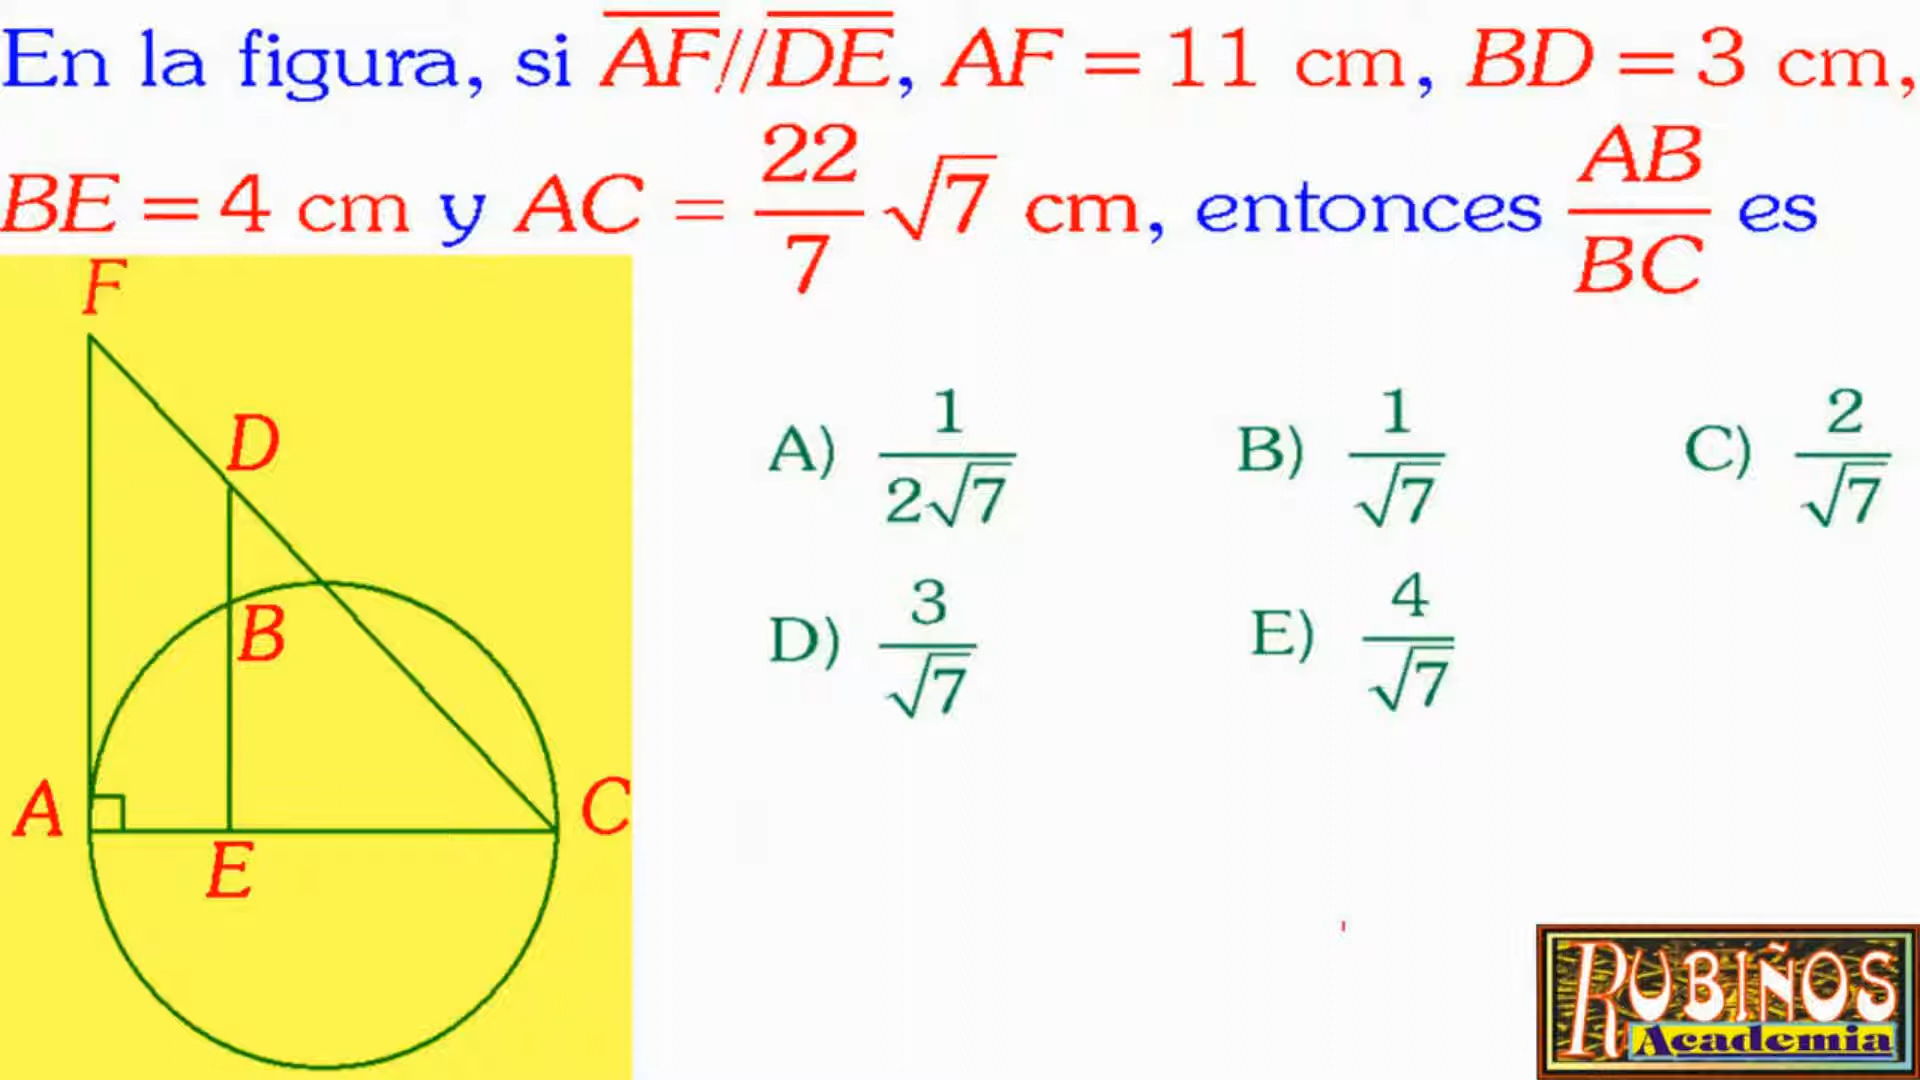 En la figura, si AF//DE, AF = 11 cm, BD = 3 cm,
BE = 4 cm y AC = 22/7 √7 cm, entonces AB/BC es
F
D
B
A
C
E
A) 1/2√7
B) 1/√7
C) 2/√7
D) 3/√7
E) 4/√7
RUBIÑOS
Academia